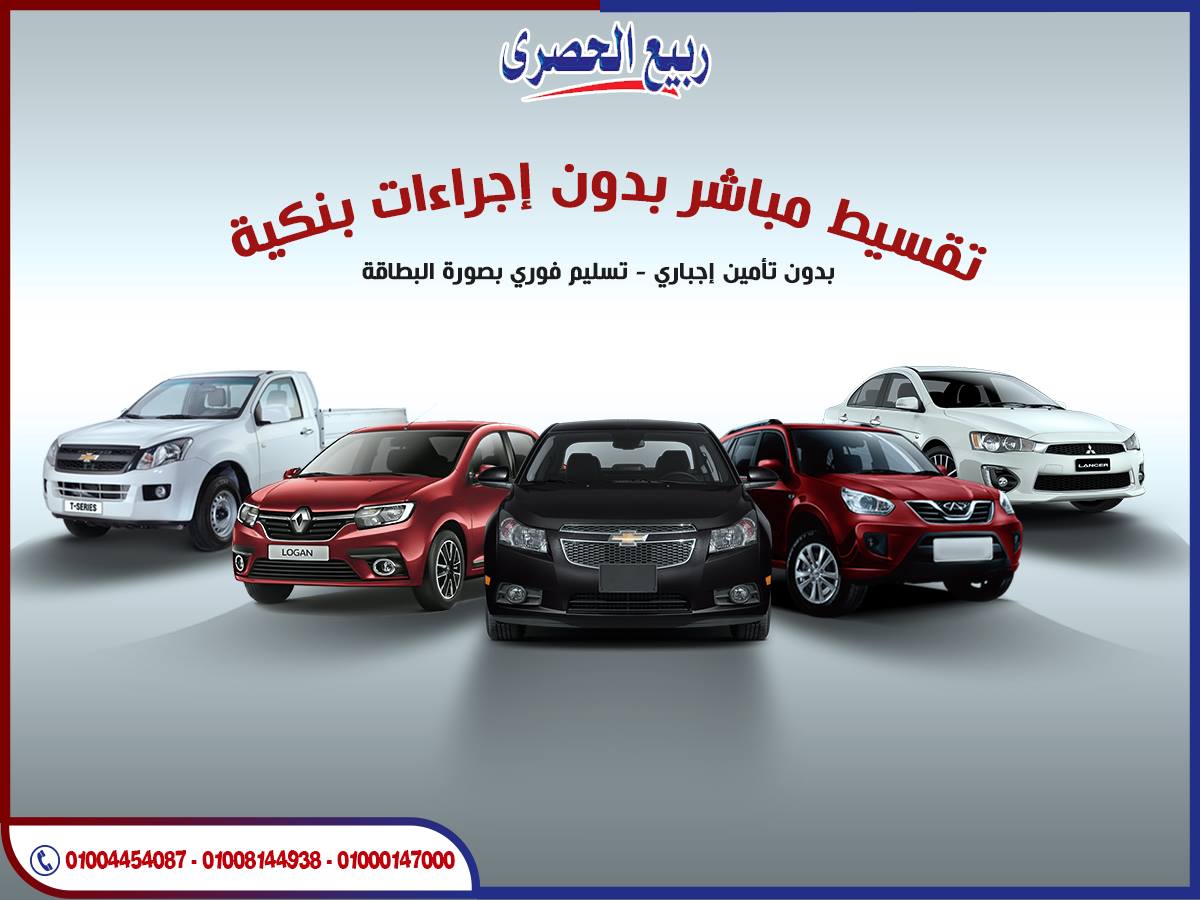 ربيع الحصرى
تقسيط مباشر بدون إجراءات بنكية
بدون تأمين إجباري - تسليم فوري بصورة البطاقة
T-SERIES
LOGAN
LANCER
01004454087 - 01008144938 - 01000147000